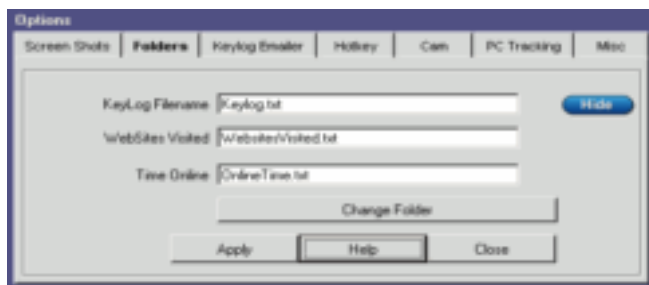 Options
Screen Shots Folders Keylog Emailer Hotkey Cam PC Tracking Misc
KeyLog Filename Keylog.txt Hide
WebSites Visited WebsitesVisited.txt
Time Online OnlineTime.txt
Change Folder
Apply Help Close